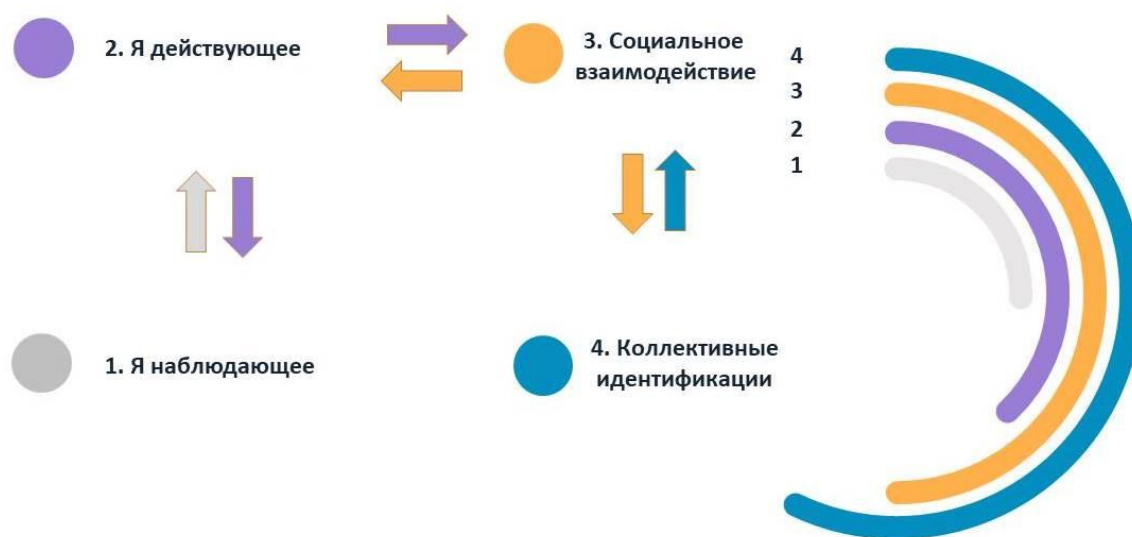 2. Я действующее
3. Социальное
взаимодействие
4
3
2
1
1. Я наблюдающее
4. Коллективные
идентификации